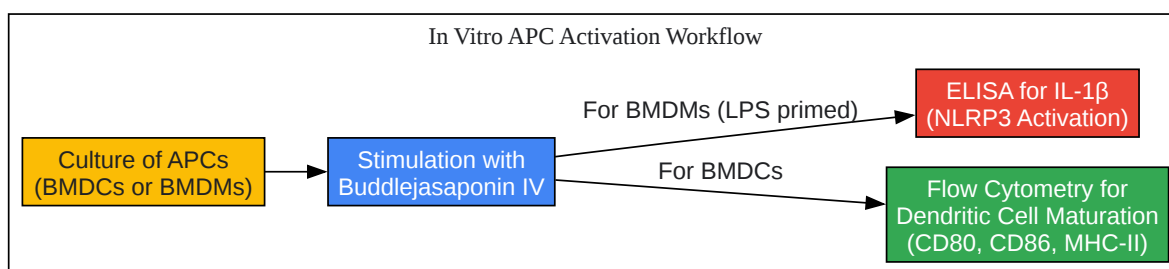 In Vitro APC Activation Workflow
Culture of APCs
(BMDCs or BMDMs)
Stimulation with
Buddlejasaponin IV
For BMDMs (LPS primed)
For BMDCs
ELISA for IL-1β
(NLRP3 Activation)
Flow Cytometry for
Dendritic Cell Maturation
(CD80, CD86, MHC-II)